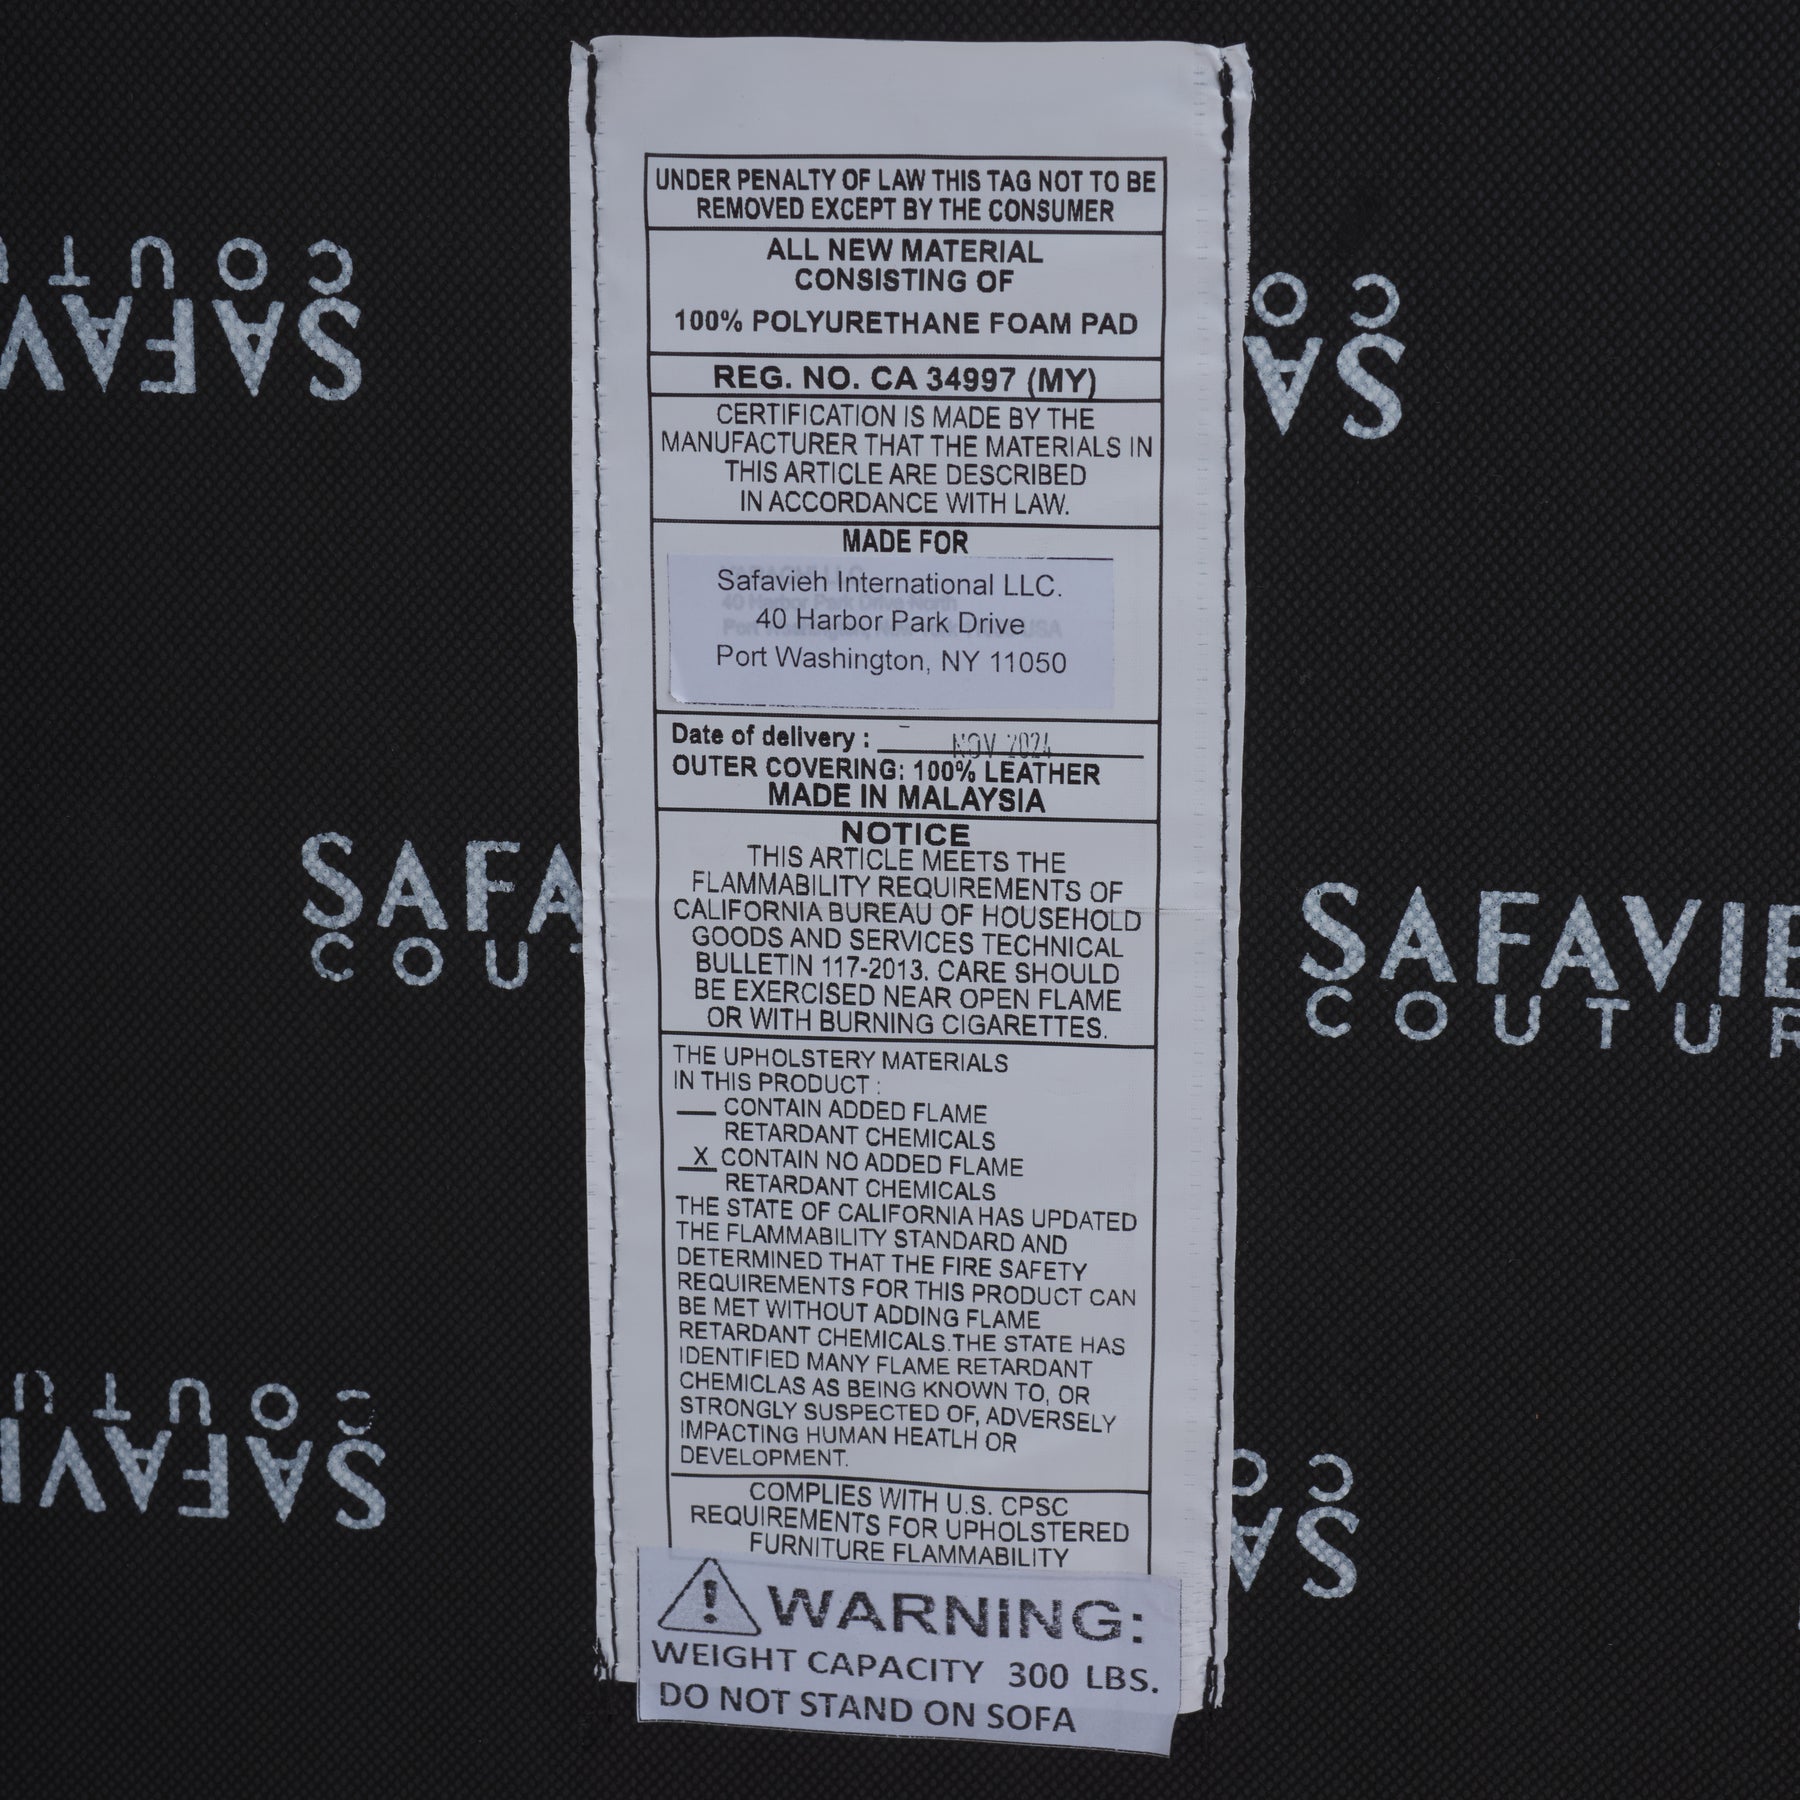 UNDER PENALTY OF LAW THIS TAG NOT TO BE
REMOVED EXCEPT BY THE CONSUMER
ALL NEW MATERIAL
CONSISTING OF
100% POLYURETHANE FOAM PAD
REG. NO. CA 34997 (MY)
CERTIFICATION IS MADE BY THE
MANUFACTURER THAT THE MATERIALS IN
THIS ARTICLE ARE DESCRIBED
IN ACCORDANCE WITH LAW.
MADE FOR
Safavieh International LLC.
40 Harbor Park Drive
Port Washington, NY 11050
Date of delivery : NOV 2024
OUTER COVERING: 100% LEATHER
MADE IN MALAYSIA
NOTICE
THIS ARTICLE MEETS THE
FLAMMABILITY REQUIREMENTS OF
CALIFORNIA BUREAU OF HOUSEHOLD
GOODS AND SERVICES TECHNICAL
BULLETIN 117-2013. CARE SHOULD
BE EXERCISED NEAR OPEN FLAME
OR WITH BURNING CIGARETTES.
THE UPHOLSTERY MATERIALS
IN THIS PRODUCT :
___ CONTAIN ADDED FLAME
RETARDANT CHEMICALS
X CONTAIN NO ADDED FLAME
RETARDANT CHEMICALS
THE STATE OF CALIFORNIA HAS UPDATED
THE FLAMMABILITY STANDARD AND
DETERMINED THAT THE FIRE SAFETY
REQUIREMENTS FOR THIS PRODUCT CAN
BE MET WITHOUT ADDING FLAME
RETARDANT CHEMICALS.THE STATE HAS
IDENTIFIED MANY FLAME RETARDANT
CHEMICLAS AS BEING KNOWN TO, OR
STRONGLY SUSPECTED OF, ADVERSELY
IMPACTING HUMAN HEATLH OR
DEVELOPMENT.
COMPLIES WITH U.S. CPSC
REQUIREMENTS FOR UPHOLSTERED
FURNITURE FLAMMABILITY
WARNING:
WEIGHT CAPACITY 300 LBS.
DO NOT STAND ON SOFA
SAFAV
COTU
SA
CO
SAFA
COU
SAFAVIE
COUTUR
SAFAVI
COUTU
SA
CO